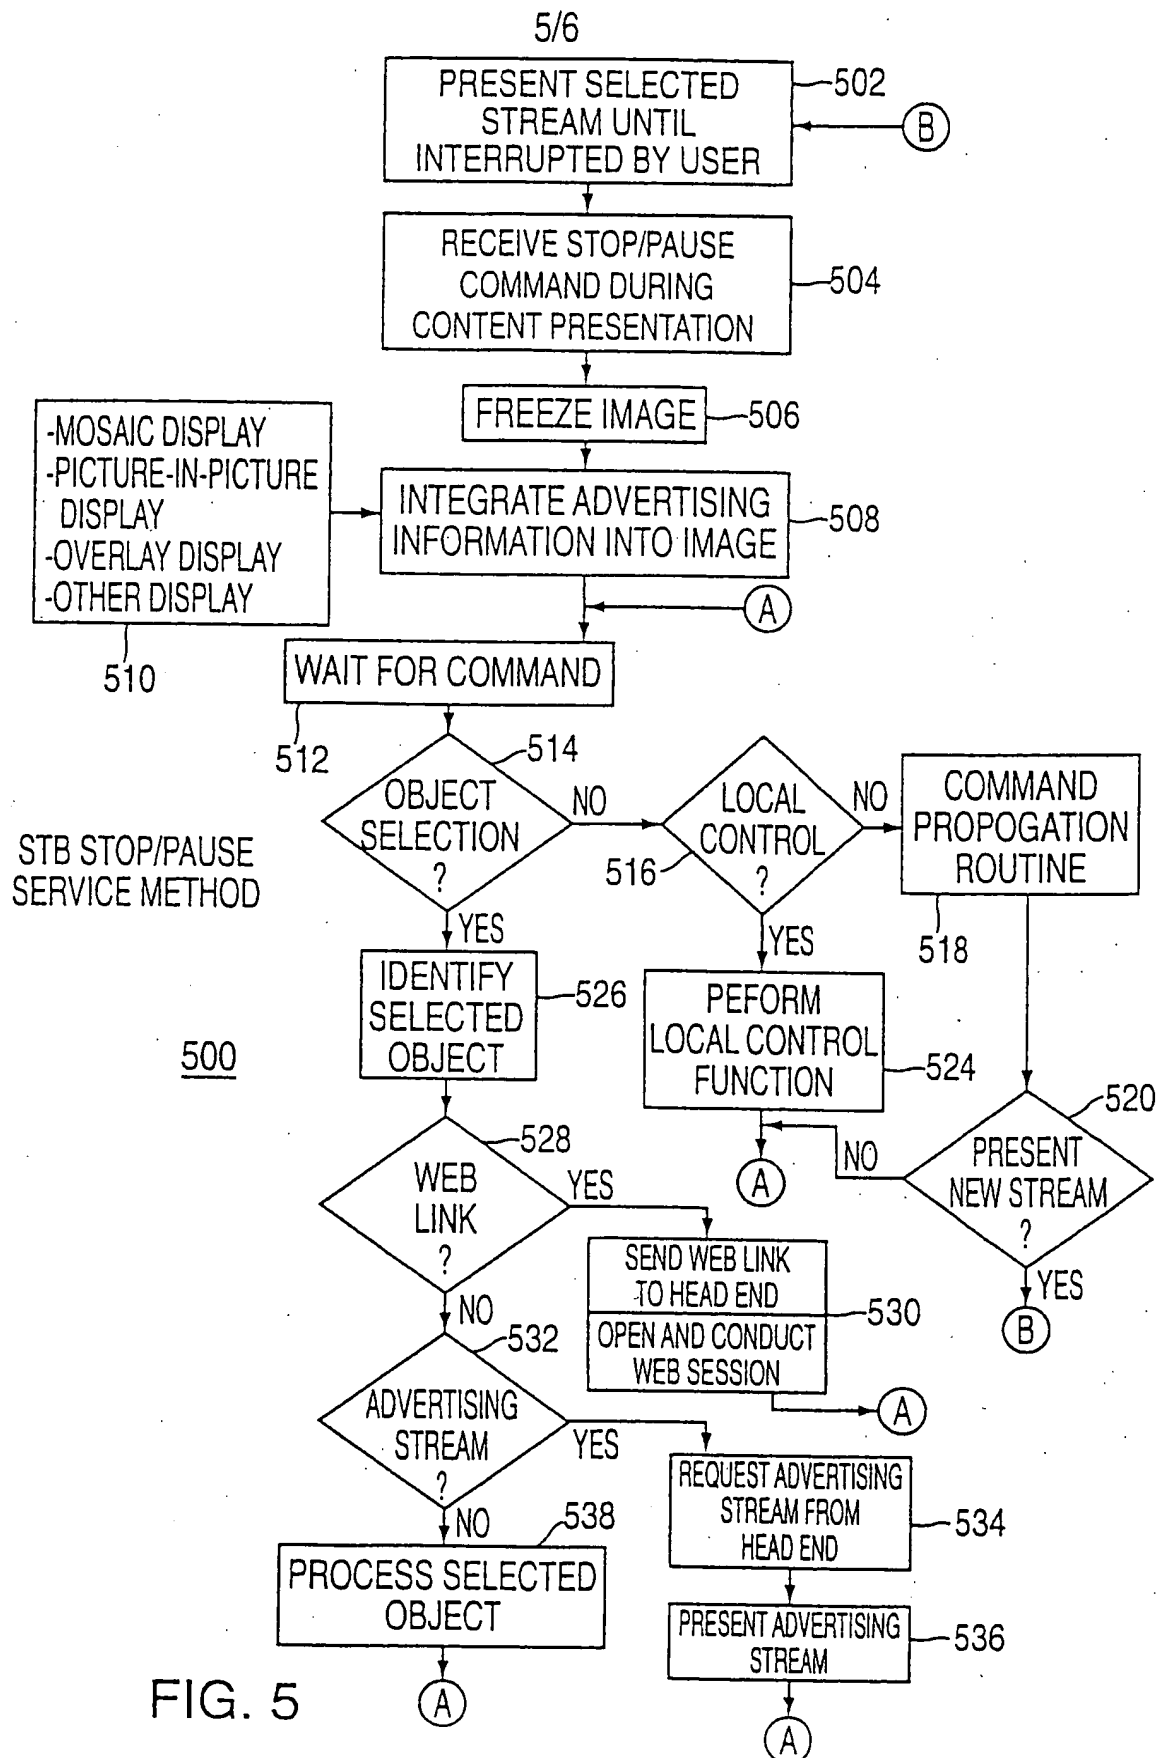 5/6
PRESENT SELECTED
STREAM UNTIL
INTERRUPTED BY USER
502
B
RECEIVE STOP/PAUSE
COMMAND DURING
CONTENT PRESENTATION
504
FREEZE IMAGE
506
-MOSAIC DISPLAY
-PICTURE-IN-PICTURE
DISPLAY
-OVERLAY DISPLAY
-OTHER DISPLAY
510
INTEGRATE ADVERTISING
INFORMATION INTO IMAGE
508
A
WAIT FOR COMMAND
512
OBJECT
SELECTION
?
514
NO
LOCAL
CONTROL
?
516
NO
COMMAND
PROPOGATION
ROUTINE
518
STB STOP/PAUSE
SERVICE METHOD
500
YES
IDENTIFY
SELECTED
OBJECT
526
YES
PEFORM
LOCAL CONTROL
FUNCTION
524
A
PRESENT
NEW STREAM
?
520
NO
YES
B
WEB
LINK
?
528
YES
SEND WEB LINK
TO HEAD END
OPEN AND CONDUCT
WEB SESSION
530
A
NO
ADVERTISING
STREAM
?
532
YES
REQUEST ADVERTISING
STREAM FROM
HEAD END
534
PRESENT ADVERTISING
STREAM
536
A
NO
PROCESS SELECTED
OBJECT
538
A
FIG. 5